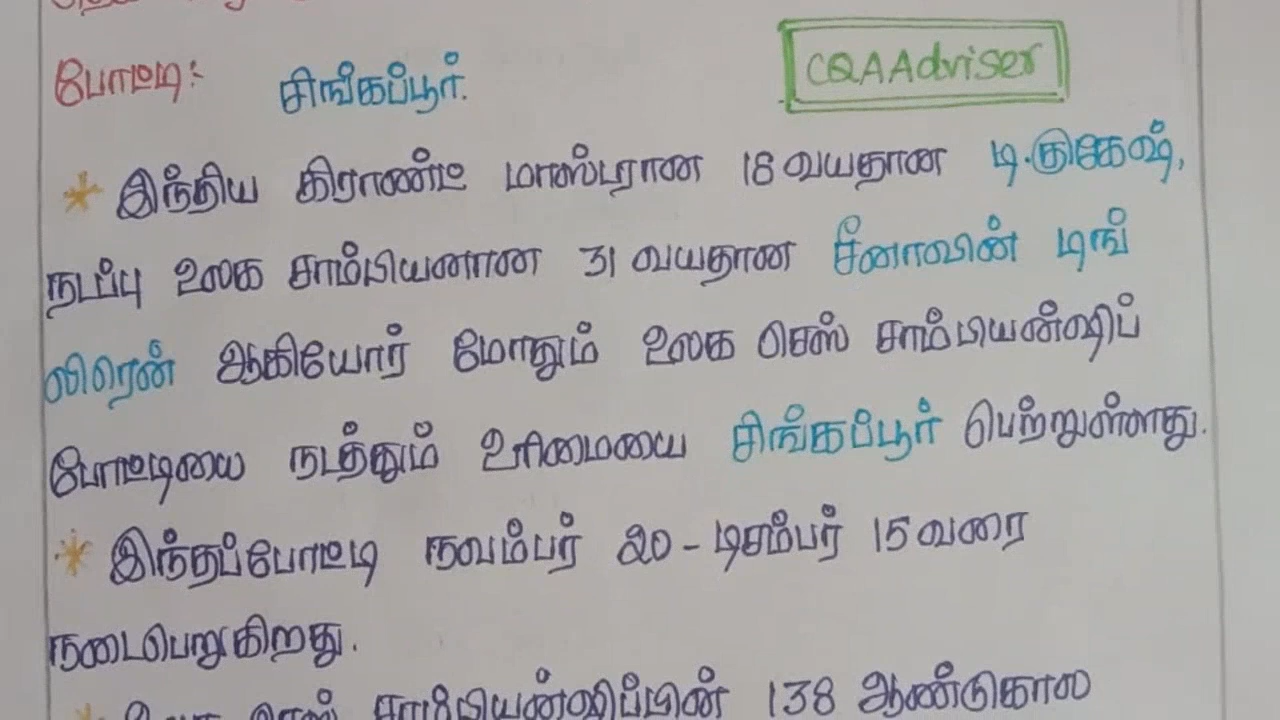 போட்டி: சிங்கப்பூர். CQAAdviser
* இந்திய கிராண்ட் மாஸ்டரான 18 வயதான டி.குகேஷ்,
நடப்பு உலக சாம்பியனான 31 வயதான சீனாவின் டிங்
லிரென் ஆகியோர் மோதும் உலக செஸ் சாம்பியன்ஷிப்
போட்டியை நடத்தும் உரிமையை சிங்கப்பூர் பெற்றுள்ளது.
* இந்தப்போட்டி நவம்பர் 20 - டிசம்பர் 15 வரை
நடைபெறுகிறது.
செஸ் சாம்பியன்ஷிப்பின் 138 ஆண்டுகால